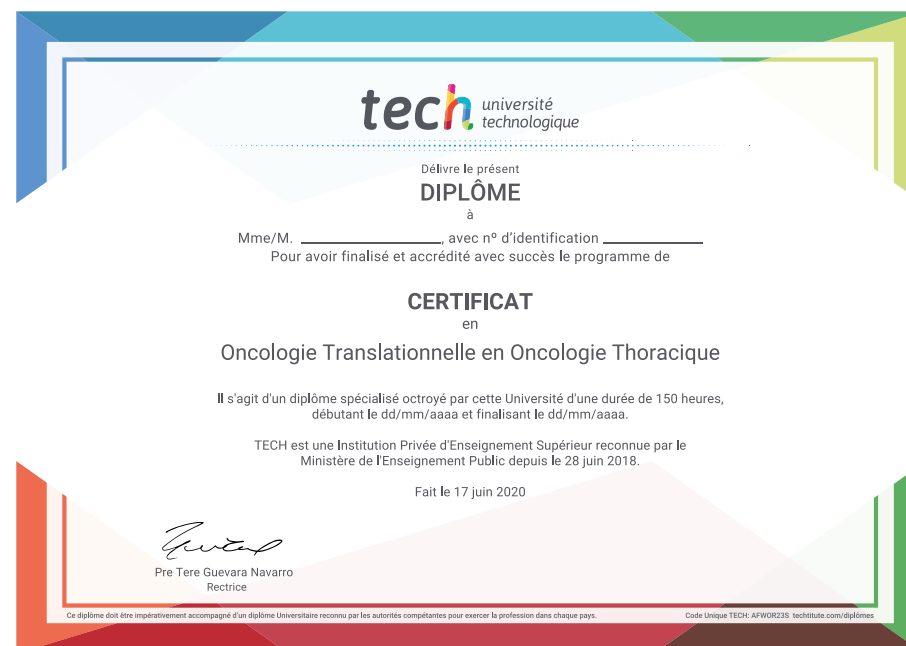 tech université
technologique
Délivre le présent
DIPLÔME
à
Mme/M. ____________________, avec nº d'identification ______________
Pour avoir finalisé et accrédité avec succès le programme de
CERTIFICAT
en
Oncologie Translationnelle en Oncologie Thoracique
Il s'agit d'un diplôme spécialisé octroyé par cette Université d'une durée de 150 heures,
débutant le dd/mm/aaaa et finalisant le dd/mm/aaaa.
TECH est une Institution Privée d'Enseignement Supérieur reconnue par le
Ministère de l'Enseignement Public depuis le 28 juin 2018.
Fait le 17 juin 2020
Pre Tere Guevara Navarro
Rectrice
Ce diplôme doit être impérativement accompagné d'un diplôme Universitaire reconnu par les autorités compétantes pour exercer la profession dans chaque pays.
Code Unique TECH: AFWOR23S techtitute.com/diplômes